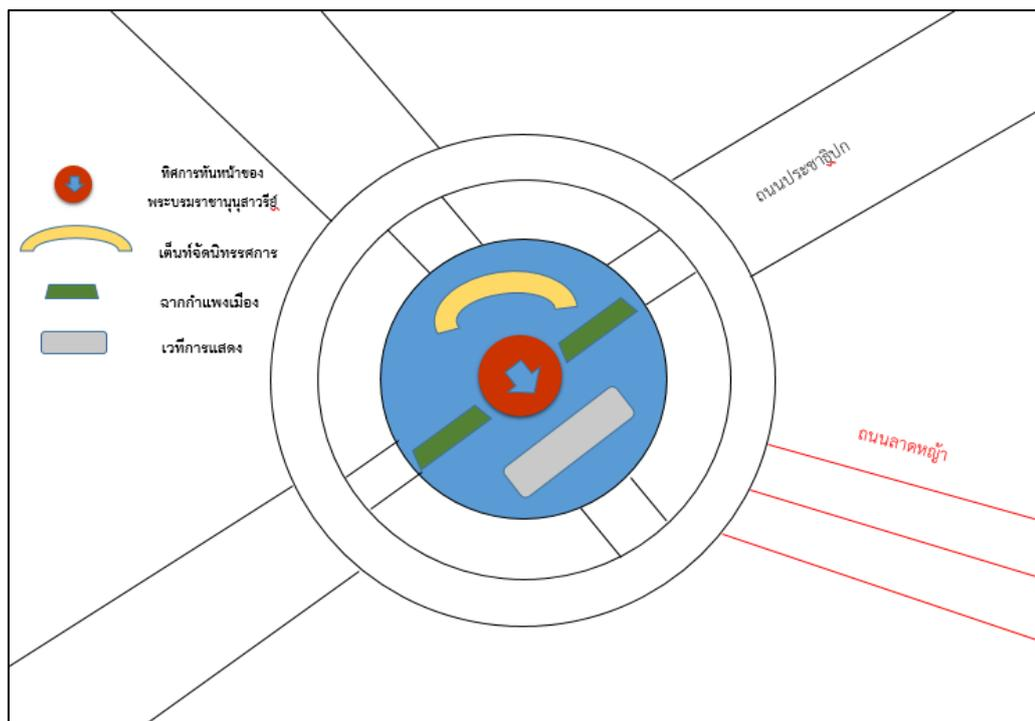 ทิศการหันหน้าของ
พระบรมราชานุนุสาวรีย์
เต็นท์จัดนิทรรศการ
ฉากกำแพงเมือง
เวทีการแสดง
ถนนประชาธิปก
ถนนลาดหญ้า